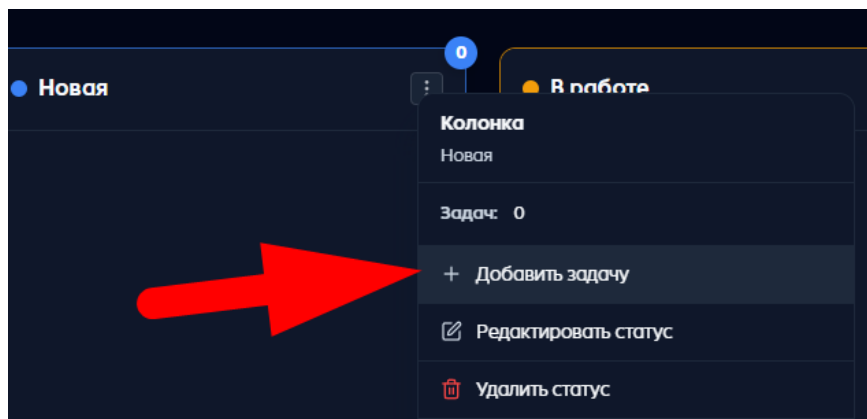 0
Новая
В работе
Колонка
Новая
Задач: 0
Добавить задачу
Редактировать статус
Удалить статус